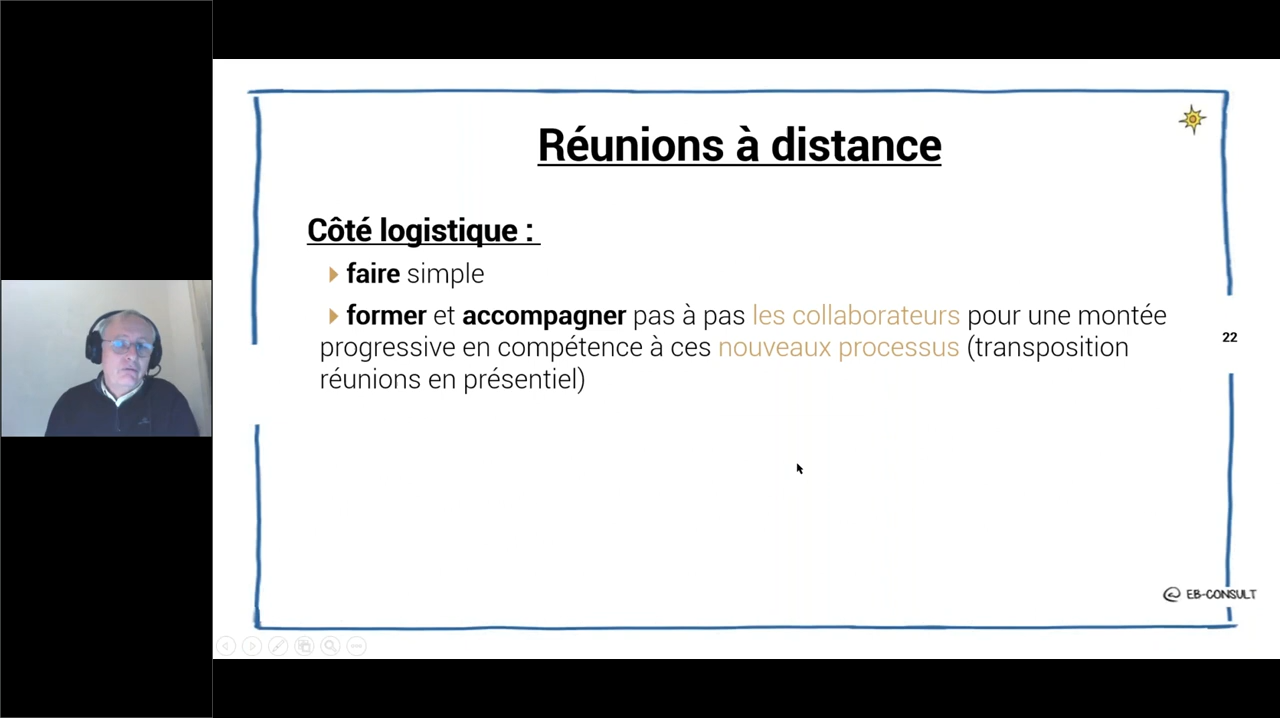 Réunions à distance
Côté logistique :
faire simple
former et accompagner pas à pas les collaborateurs pour une montée
progressive en compétence à ces nouveaux processus (transposition
réunions en présentiel)
22
@ EB-CONSULT